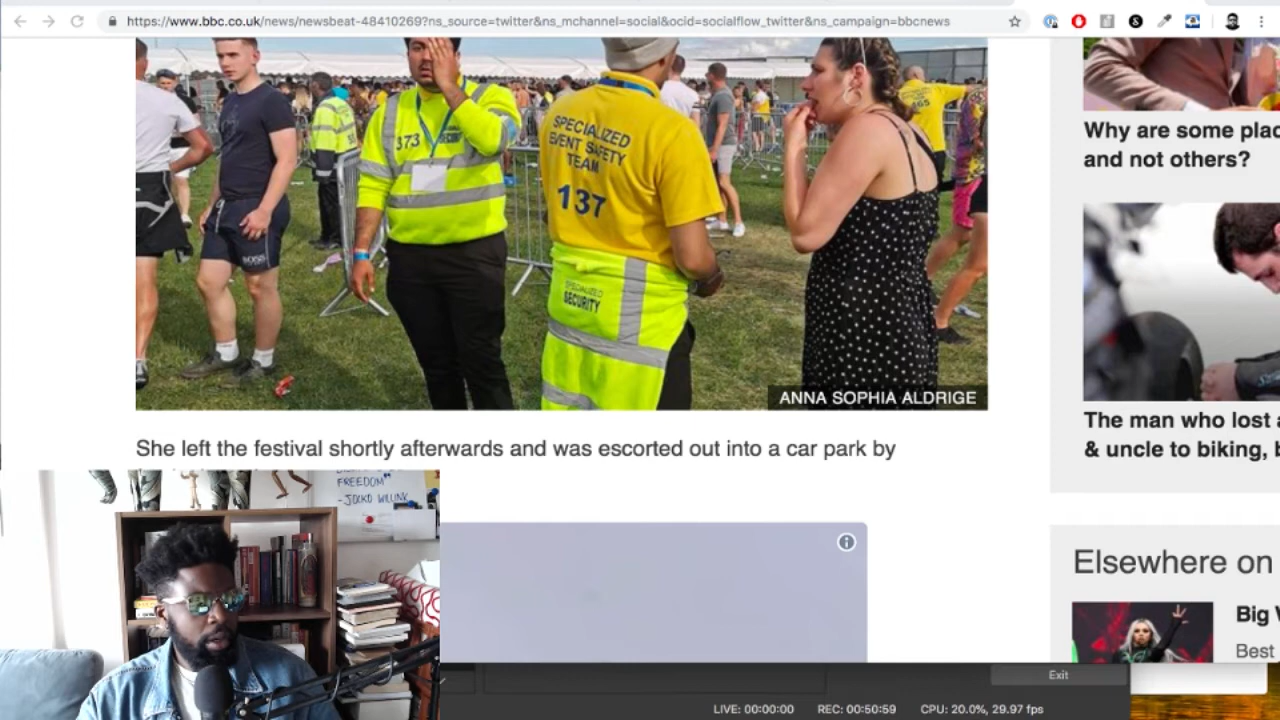 https://www.bbc.co.uk/news/newsbeat-48410269?ns_source=twitter&ns_mchannel=social&ocid=socialflow_twitter&ns_campaign=bbcnews
373
SPECIALIZED
EVENT SAFETY
TEAM
137
SPECIALIZED
SECURITY
BOSS
ANNA SOPHIA ALDRIGE
She left the festival shortly afterwards and was escorted out into a car park by
Why are some plac
and not others?
The man who lost a
& uncle to biking, b
Elsewhere on
Big
Best
FREEDOM"
- JOCKO WILLINK
Exit
LIVE: 00:00:00
REC: 00:50:59
CPU: 20.0%, 29.97 fps